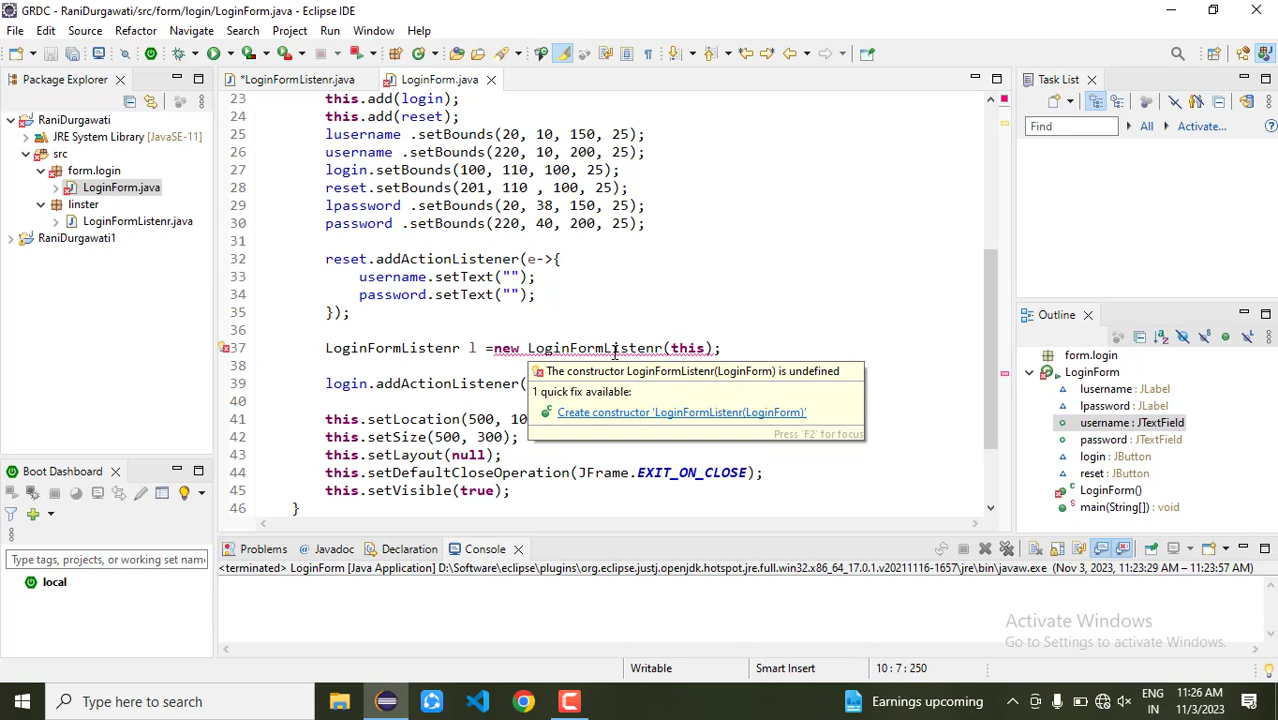 GRDC - RaniDurgawati/src/form/login/LoginForm.java - Eclipse IDE
File Edit Source Refactor Navigate Search Project Run Window Help
Package Explorer
RaniDurgawati
JRE System Library [JavaSE-11]
src
form.login
LoginForm.java
linster
LoginFormListenr.java
RaniDurgawati1
Boot Dashboard
Type tags, projects, or working set name
local
*LoginFormListenr.java
LoginForm.java
23 this.add(login);
24 this.add(reset);
25 lusername .setBounds(20, 10, 150, 25);
26 username .setBounds(220, 10, 200, 25);
27 login.setBounds(100, 110, 100, 25);
28 reset.setBounds(201, 110 , 100, 25);
29 lpassword .setBounds(20, 38, 150, 25);
30 password .setBounds(220, 40, 200, 25);
31
32 reset.addActionListener(e->{
33 username.setText("");
34 password.setText("");
35 });
36
37 LoginFormListenr l =new LoginFormListenr(this);
38
39 login.addActionListener(
40
41 this.setLocation(500, 10
42 this.setSize(500, 300);
43 this.setLayout(null);
44 this.setDefaultCloseOperation(JFrame.EXIT_ON_CLOSE);
45 this.setVisible(true);
46 }
The constructor LoginFormListenr(LoginForm) is undefined
1 quick fix available:
Create constructor 'LoginFormListenr(LoginForm)'
Press 'F2' for focus
Task List
Find All Activate...
Outline
form.login
LoginForm
lusername : JLabel
lpassword : JLabel
username : JTextField
password : JTextField
login : JButton
reset : JButton
LoginForm()
main(String[]) : void
Problems Javadoc Declaration Console
<terminated> LoginForm [Java Application] D:\Software\eclipse\plugins\org.eclipse.justj.openjdk.hotspot.jre.full.win32.x86_64_17.0.1.v20211116-1657\jre\bin\javaw.exe (Nov 3, 2023, 11:23:29 AM – 11:23:57 AM)
Activate Windows
Go to Settings to activate Windows.
Writable Smart Insert 10 : 7 : 250
Type here to search
Earnings upcoming
ENG
IN
11:26 AM
11/3/2023